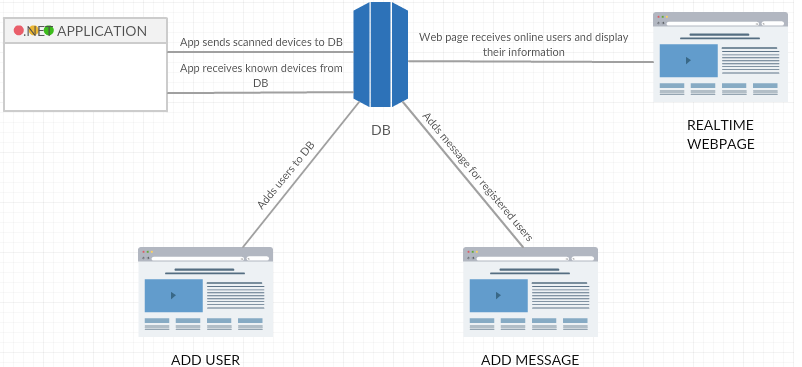 .NET APPLICATION
App sends scanned devices to DB
App receives known devices from
DB
Web page receives online users and display
their information
DB
REALTIME
WEBPAGE
Adds users to DB
Adds message for registered users
ADD USER
ADD MESSAGE